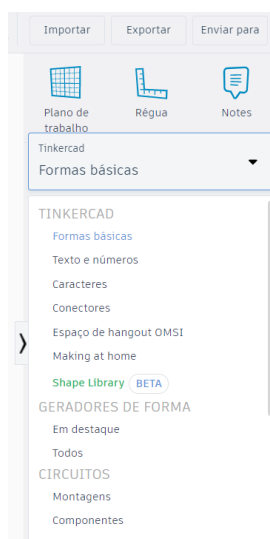 Importar Exportar Enviar para
Plano de trabalho Régua Notes
Tinkercad
Formas básicas
TINKERCAD
Formas básicas
Texto e números
Caracteres
Conectores
Espaço de hangout OMSI
Making at home
Shape Library BETA
GERADORES DE FORMA
Em destaque
Todos
CIRCUITOS
Montagens
Componentes